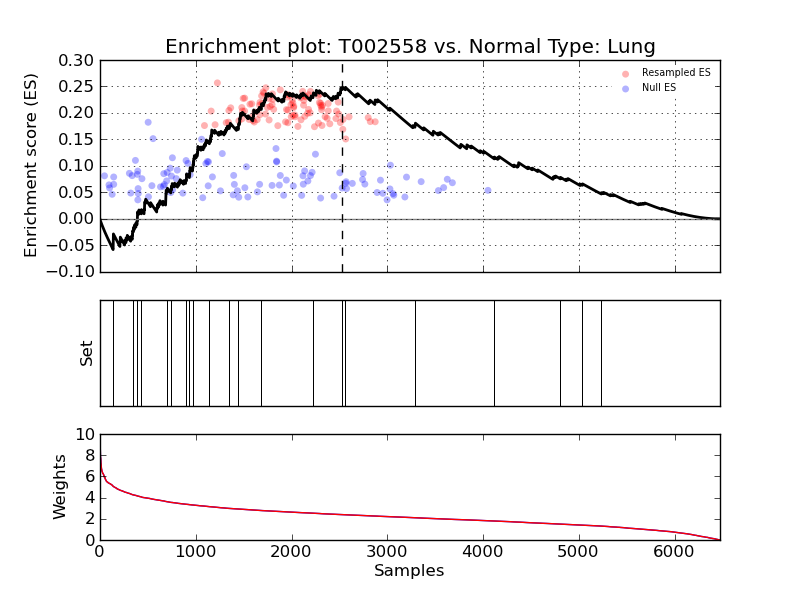 Enrichment plot: T002558 vs. Normal Type: Lung
Enrichment score (ES)
0.30
0.25
0.20
0.15
0.10
0.05
0.00
−0.05
−0.10
Resampled ES
Null ES
Set
Weights
10
8
6
4
2
0
0 1000 2000 3000 4000 5000 6000
Samples